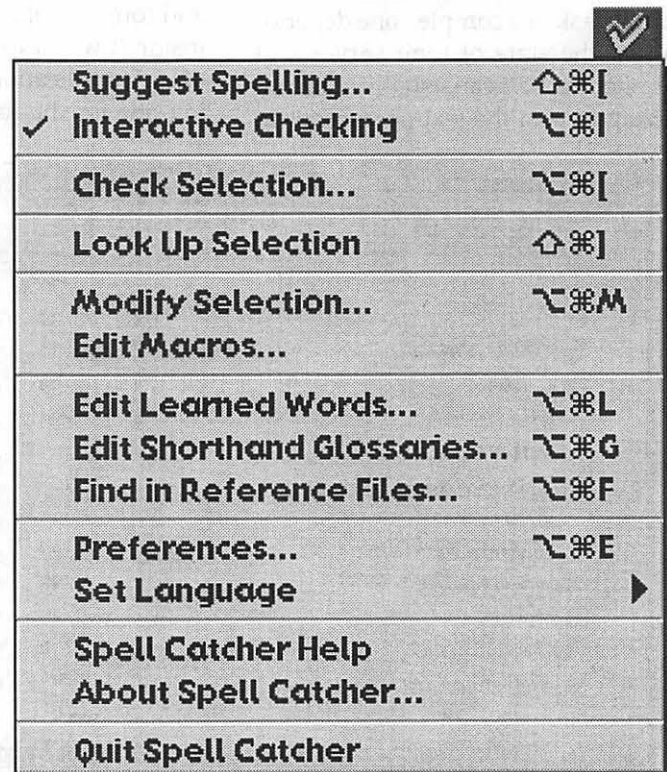 Suggest Spelling... ⇧⌘[
✓ Interactive Checking ⌥⌘I
Check Selection... ⌥⌘[
Look Up Selection ⇧⌘]
Modify Selection... ⌥⌘M
Edit Macros...
Edit Learned Words... ⌥⌘L
Edit Shorthand Glossaries... ⌥⌘G
Find in Reference Files... ⌥⌘F
Preferences... ⌥⌘E
Set Language ▶
Spell Catcher Help
About Spell Catcher...
Quit Spell Catcher